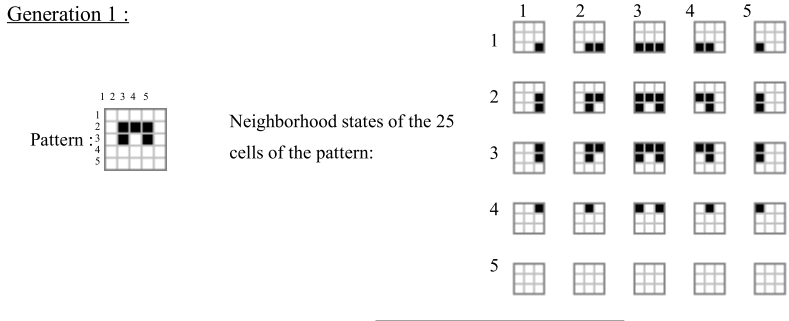 Generation 1 :
1 2 3 4 5
1 2 3 4 5
1
1
2
Pattern :
3
4
5
Neighborhood states of the 25
cells of the pattern:
2
3
4
5